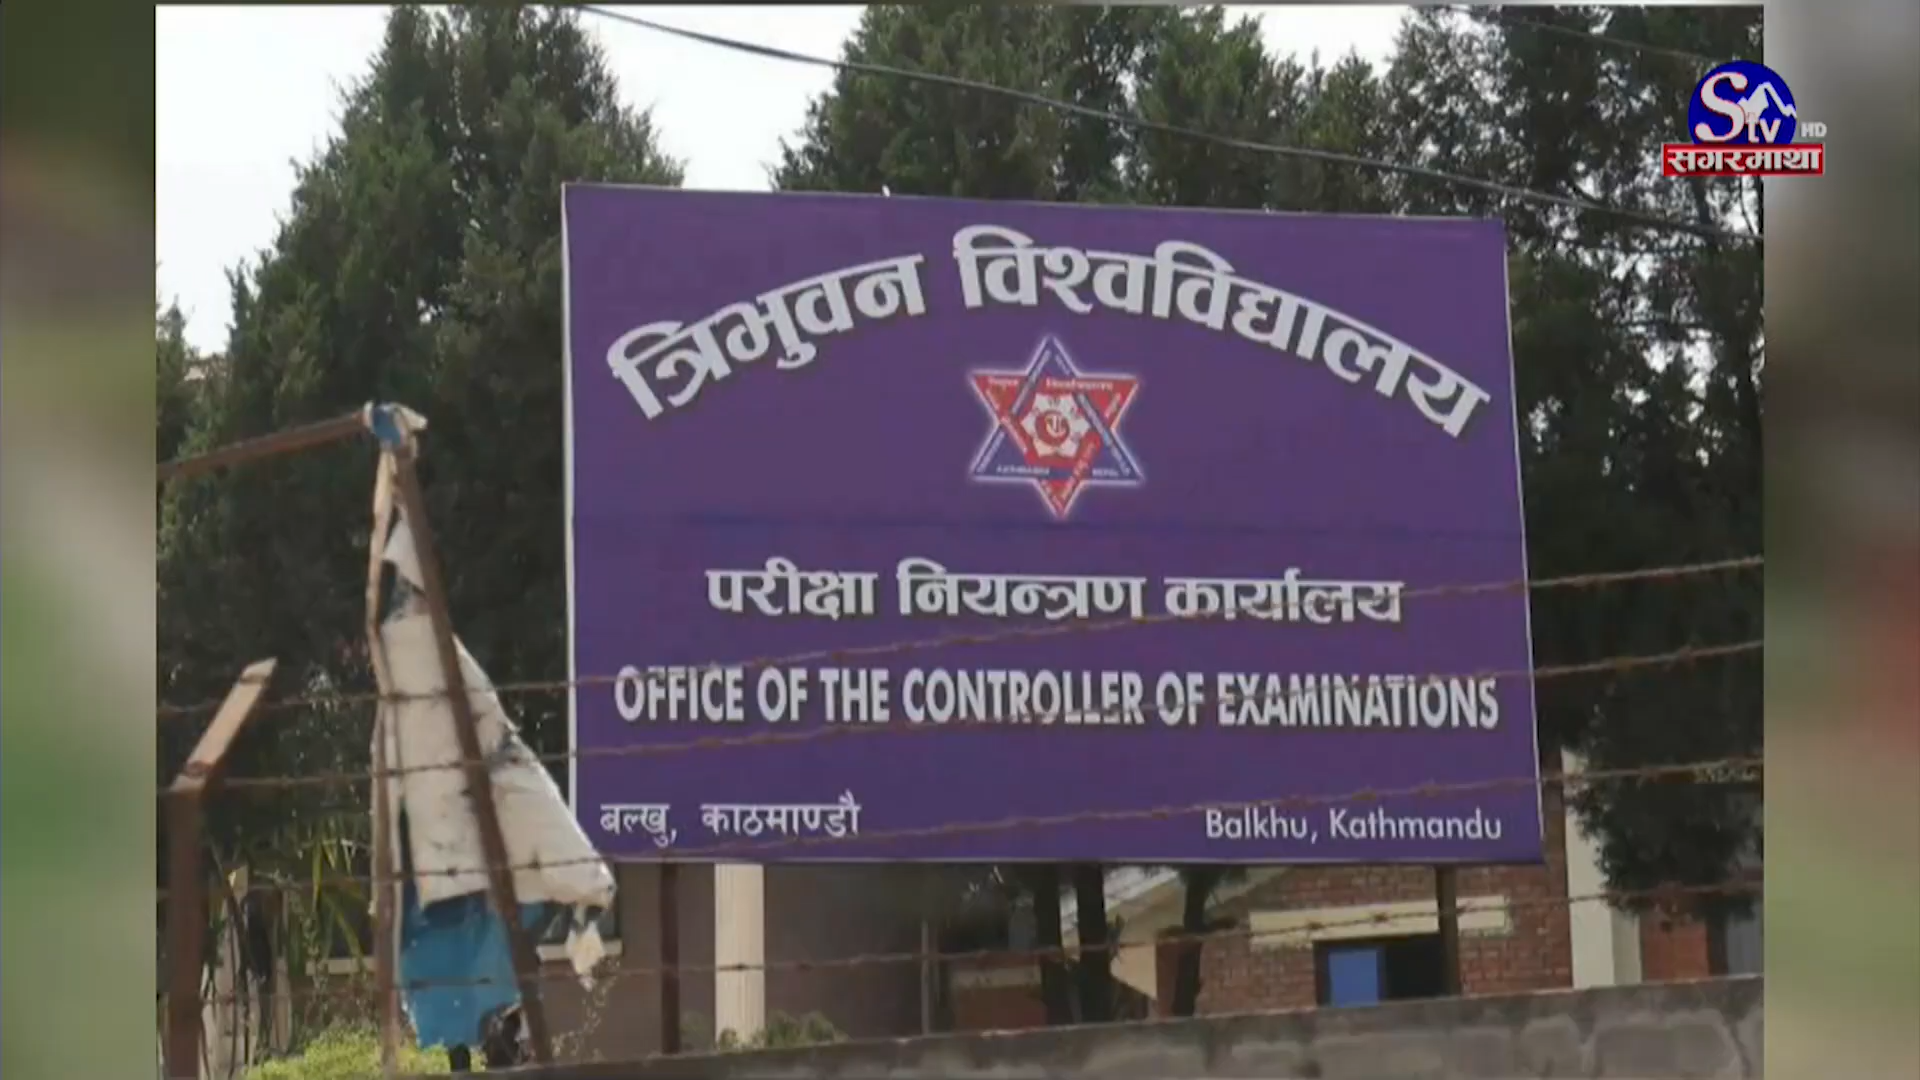 Stv HD
सगरमाथा
त्रिभुवन विश्वविद्यालय
परीक्षा नियन्त्रण कार्यालय
OFFICE OF THE CONTROLLER OF EXAMINATIONS
बल्खु, काठमाण्डौ
Balkhu, Kathmandu